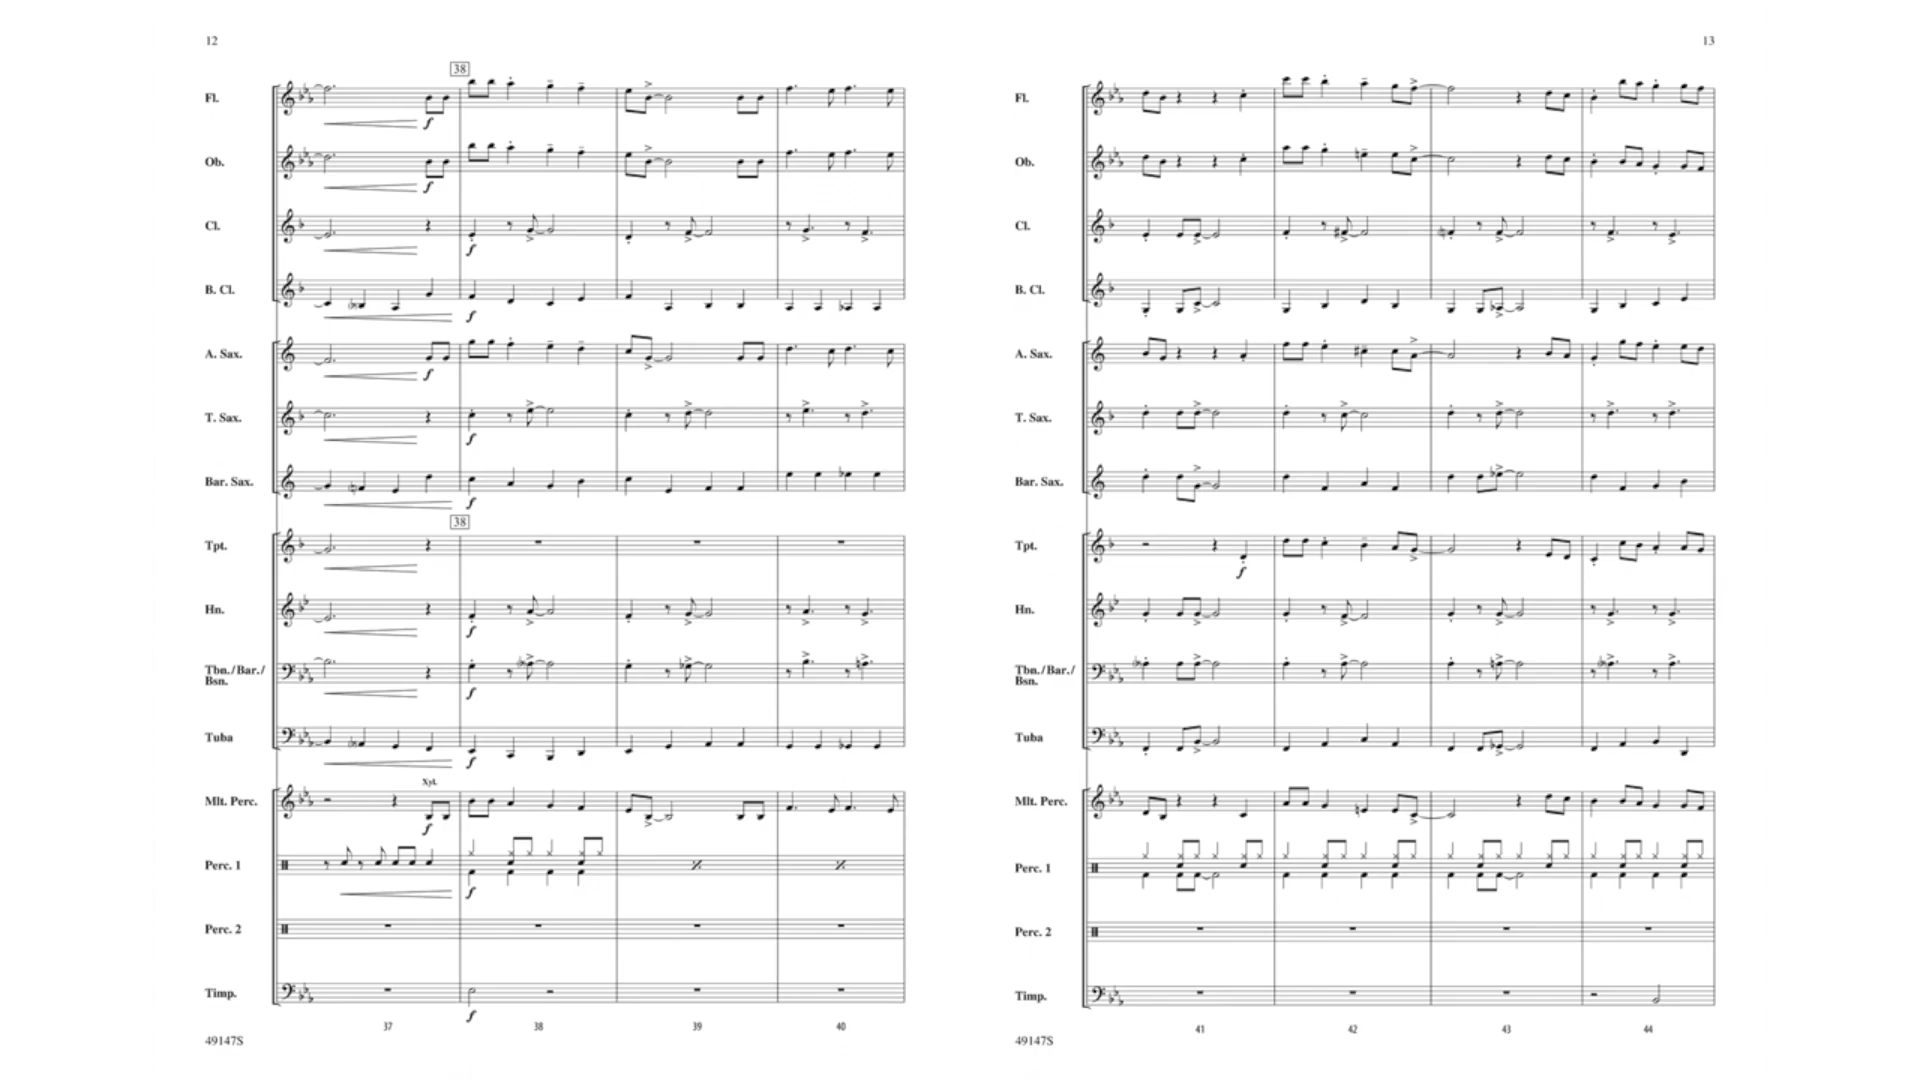 12
38
Fl.
f
Ob.
f
Cl.
f
B. Cl.
f
A. Sax.
f
T. Sax.
f
Bar. Sax.
f
38
Tpt.
Hn.
f
Tbn./Bar./
Bsn.
f
Tuba
f
Xyl.
Mlt. Perc.
f
Perc. 1
f
Perc. 2
Timp.
f
37 38 39 40
49147S
13
Fl.
Ob.
Cl.
B. Cl.
A. Sax.
T. Sax.
Bar. Sax.
Tpt.
f
Hn.
Tbn./Bar./
Bsn.
Tuba
Mlt. Perc.
Perc. 1
Perc. 2
Timp.
41 42 43 44
49147S